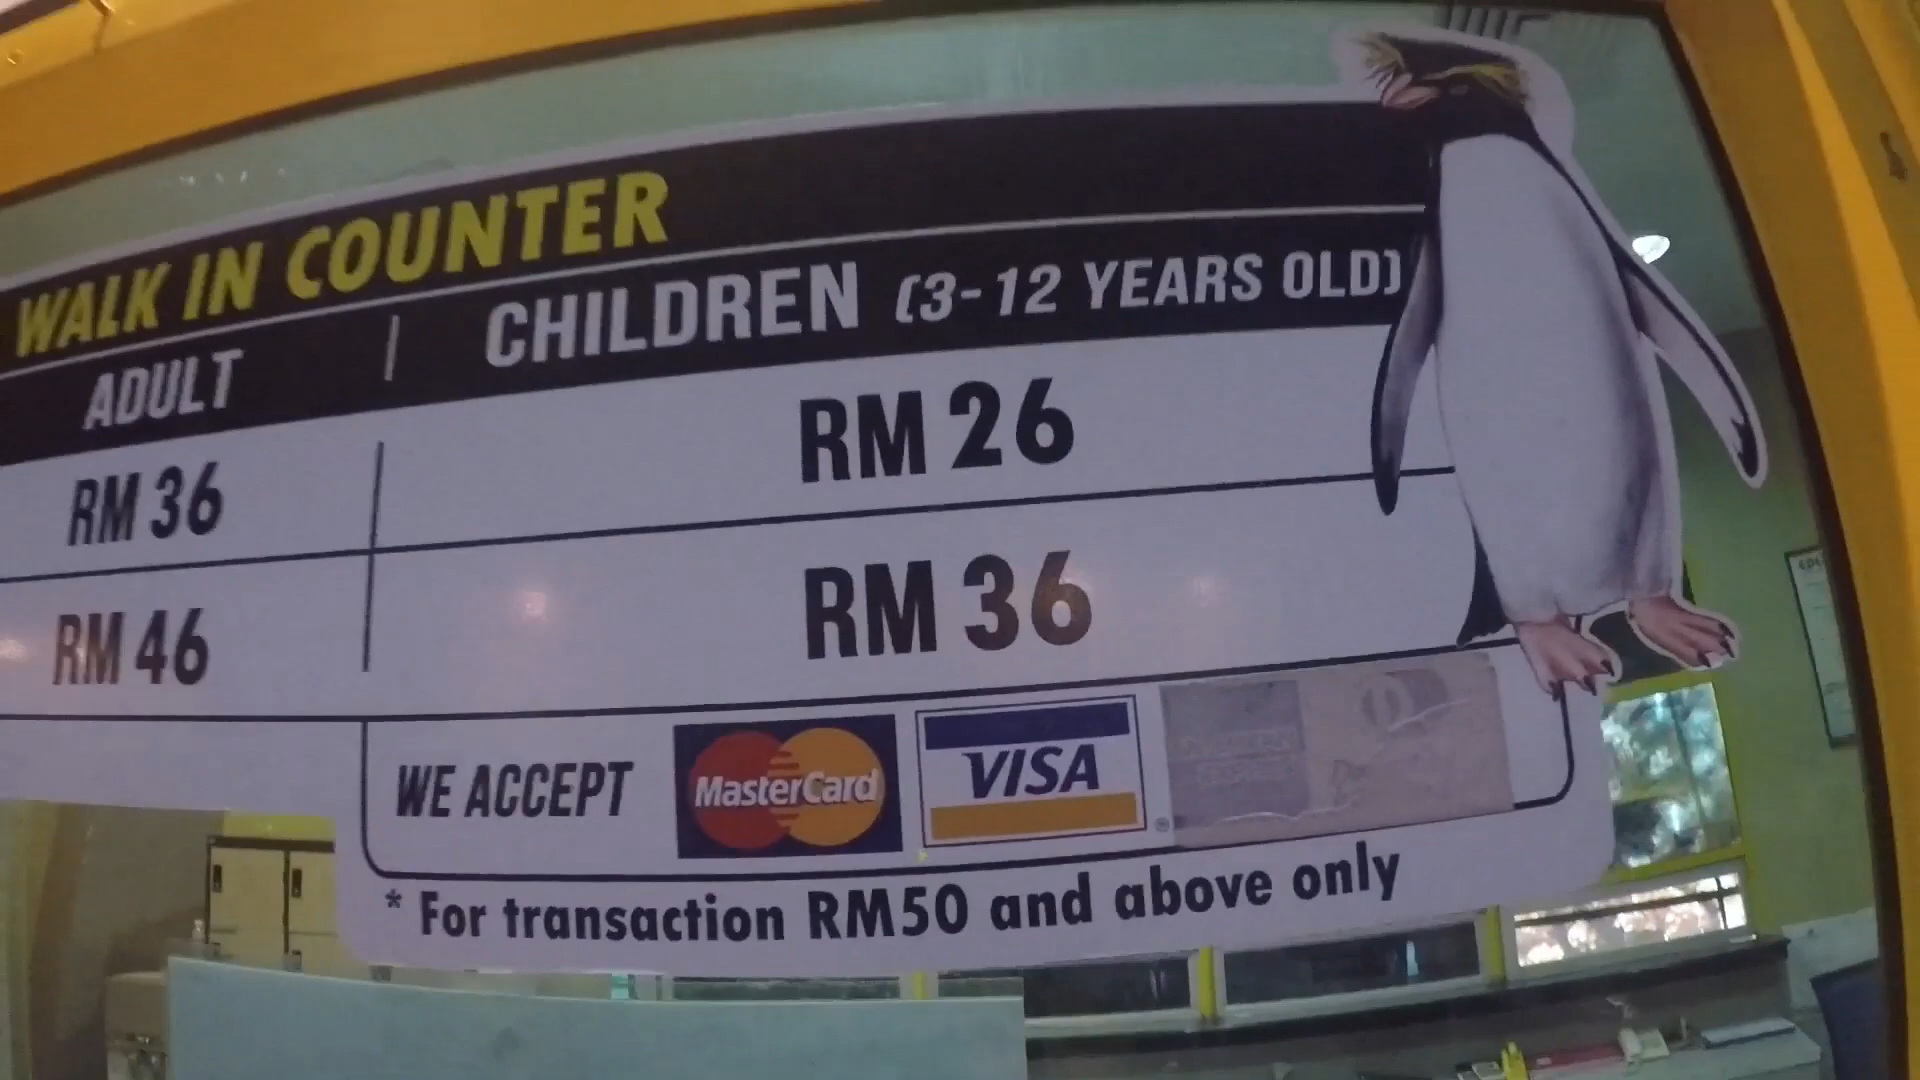 WALK IN COUNTER
ADULT | CHILDREN (3-12 YEARS OLD)
RM 36 RM 26
RM 46 RM 36
WE ACCEPT MasterCard VISA
* For transaction RM50 and above only